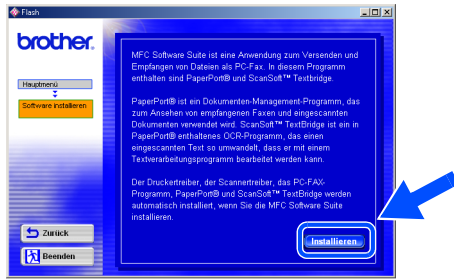 Flash
brother.
Hauptmenü
Software installieren
MFC Software Suite ist eine Anwendung zum Versenden und
Empfangen von Dateien als PC-Fax. In diesem Programm
enthalten sind PaperPort® und ScanSoft™ Textbridge.
PaperPort® ist ein Dokumenten-Management-Programm, das
zum Ansehen von empfangenen Faxen und eingescannten
Dokumenten verwendet wird. ScanSoft™ TextBridge ist ein in
PaperPort® enthaltenes OCR-Programm, das einen
eingescannten Text so umwandelt, dass er mit einem
Textverarbeitungsprogramm bearbeitet werden kann.
Der Druckertreiber, der Scannertreiber, das PC-FAX-
Programm, PaperPort® und ScanSoft™ TextBridge werden
automatisch installiert, wenn Sie die MFC Software Suite
installieren.
Installieren
Zurück
Beenden